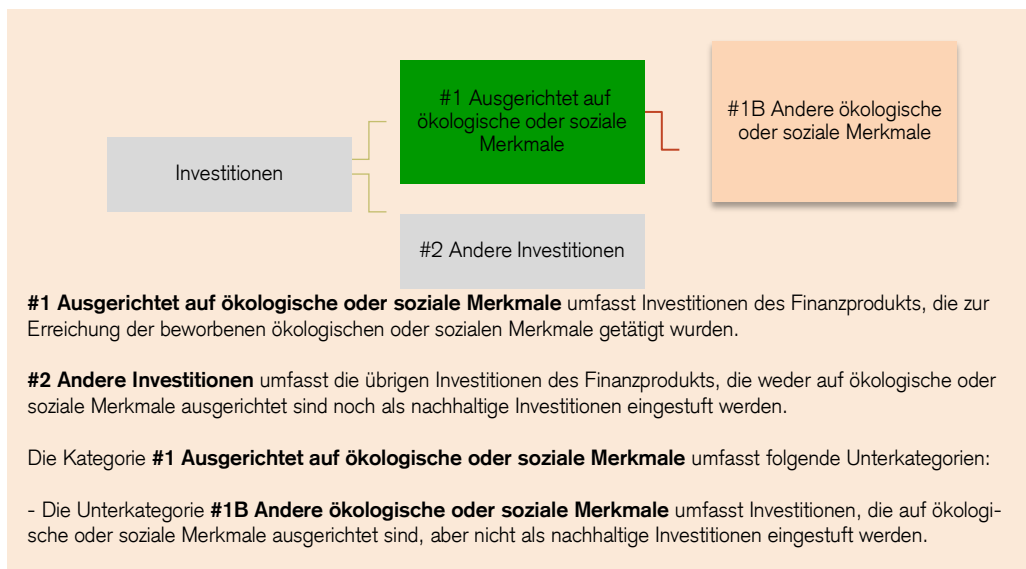 #1 Ausgerichtet auf
ökologische oder soziale
Merkmale
#1B Andere ökologische
oder soziale Merkmale
Investitionen
#2 Andere Investitionen
#1 Ausgerichtet auf ökologische oder soziale Merkmale umfasst Investitionen des Finanzprodukts, die zur
Erreichung der beworbenen ökologischen oder sozialen Merkmale getätigt wurden.
#2 Andere Investitionen umfasst die übrigen Investitionen des Finanzprodukts, die weder auf ökologische oder
soziale Merkmale ausgerichtet sind noch als nachhaltige Investitionen eingestuft werden.
Die Kategorie #1 Ausgerichtet auf ökologische oder soziale Merkmale umfasst folgende Unterkategorien:
- Die Unterkategorie #1B Andere ökologische oder soziale Merkmale umfasst Investitionen, die auf ökologi-
sche oder soziale Merkmale ausgerichtet sind, aber nicht als nachhaltige Investitionen eingestuft werden.